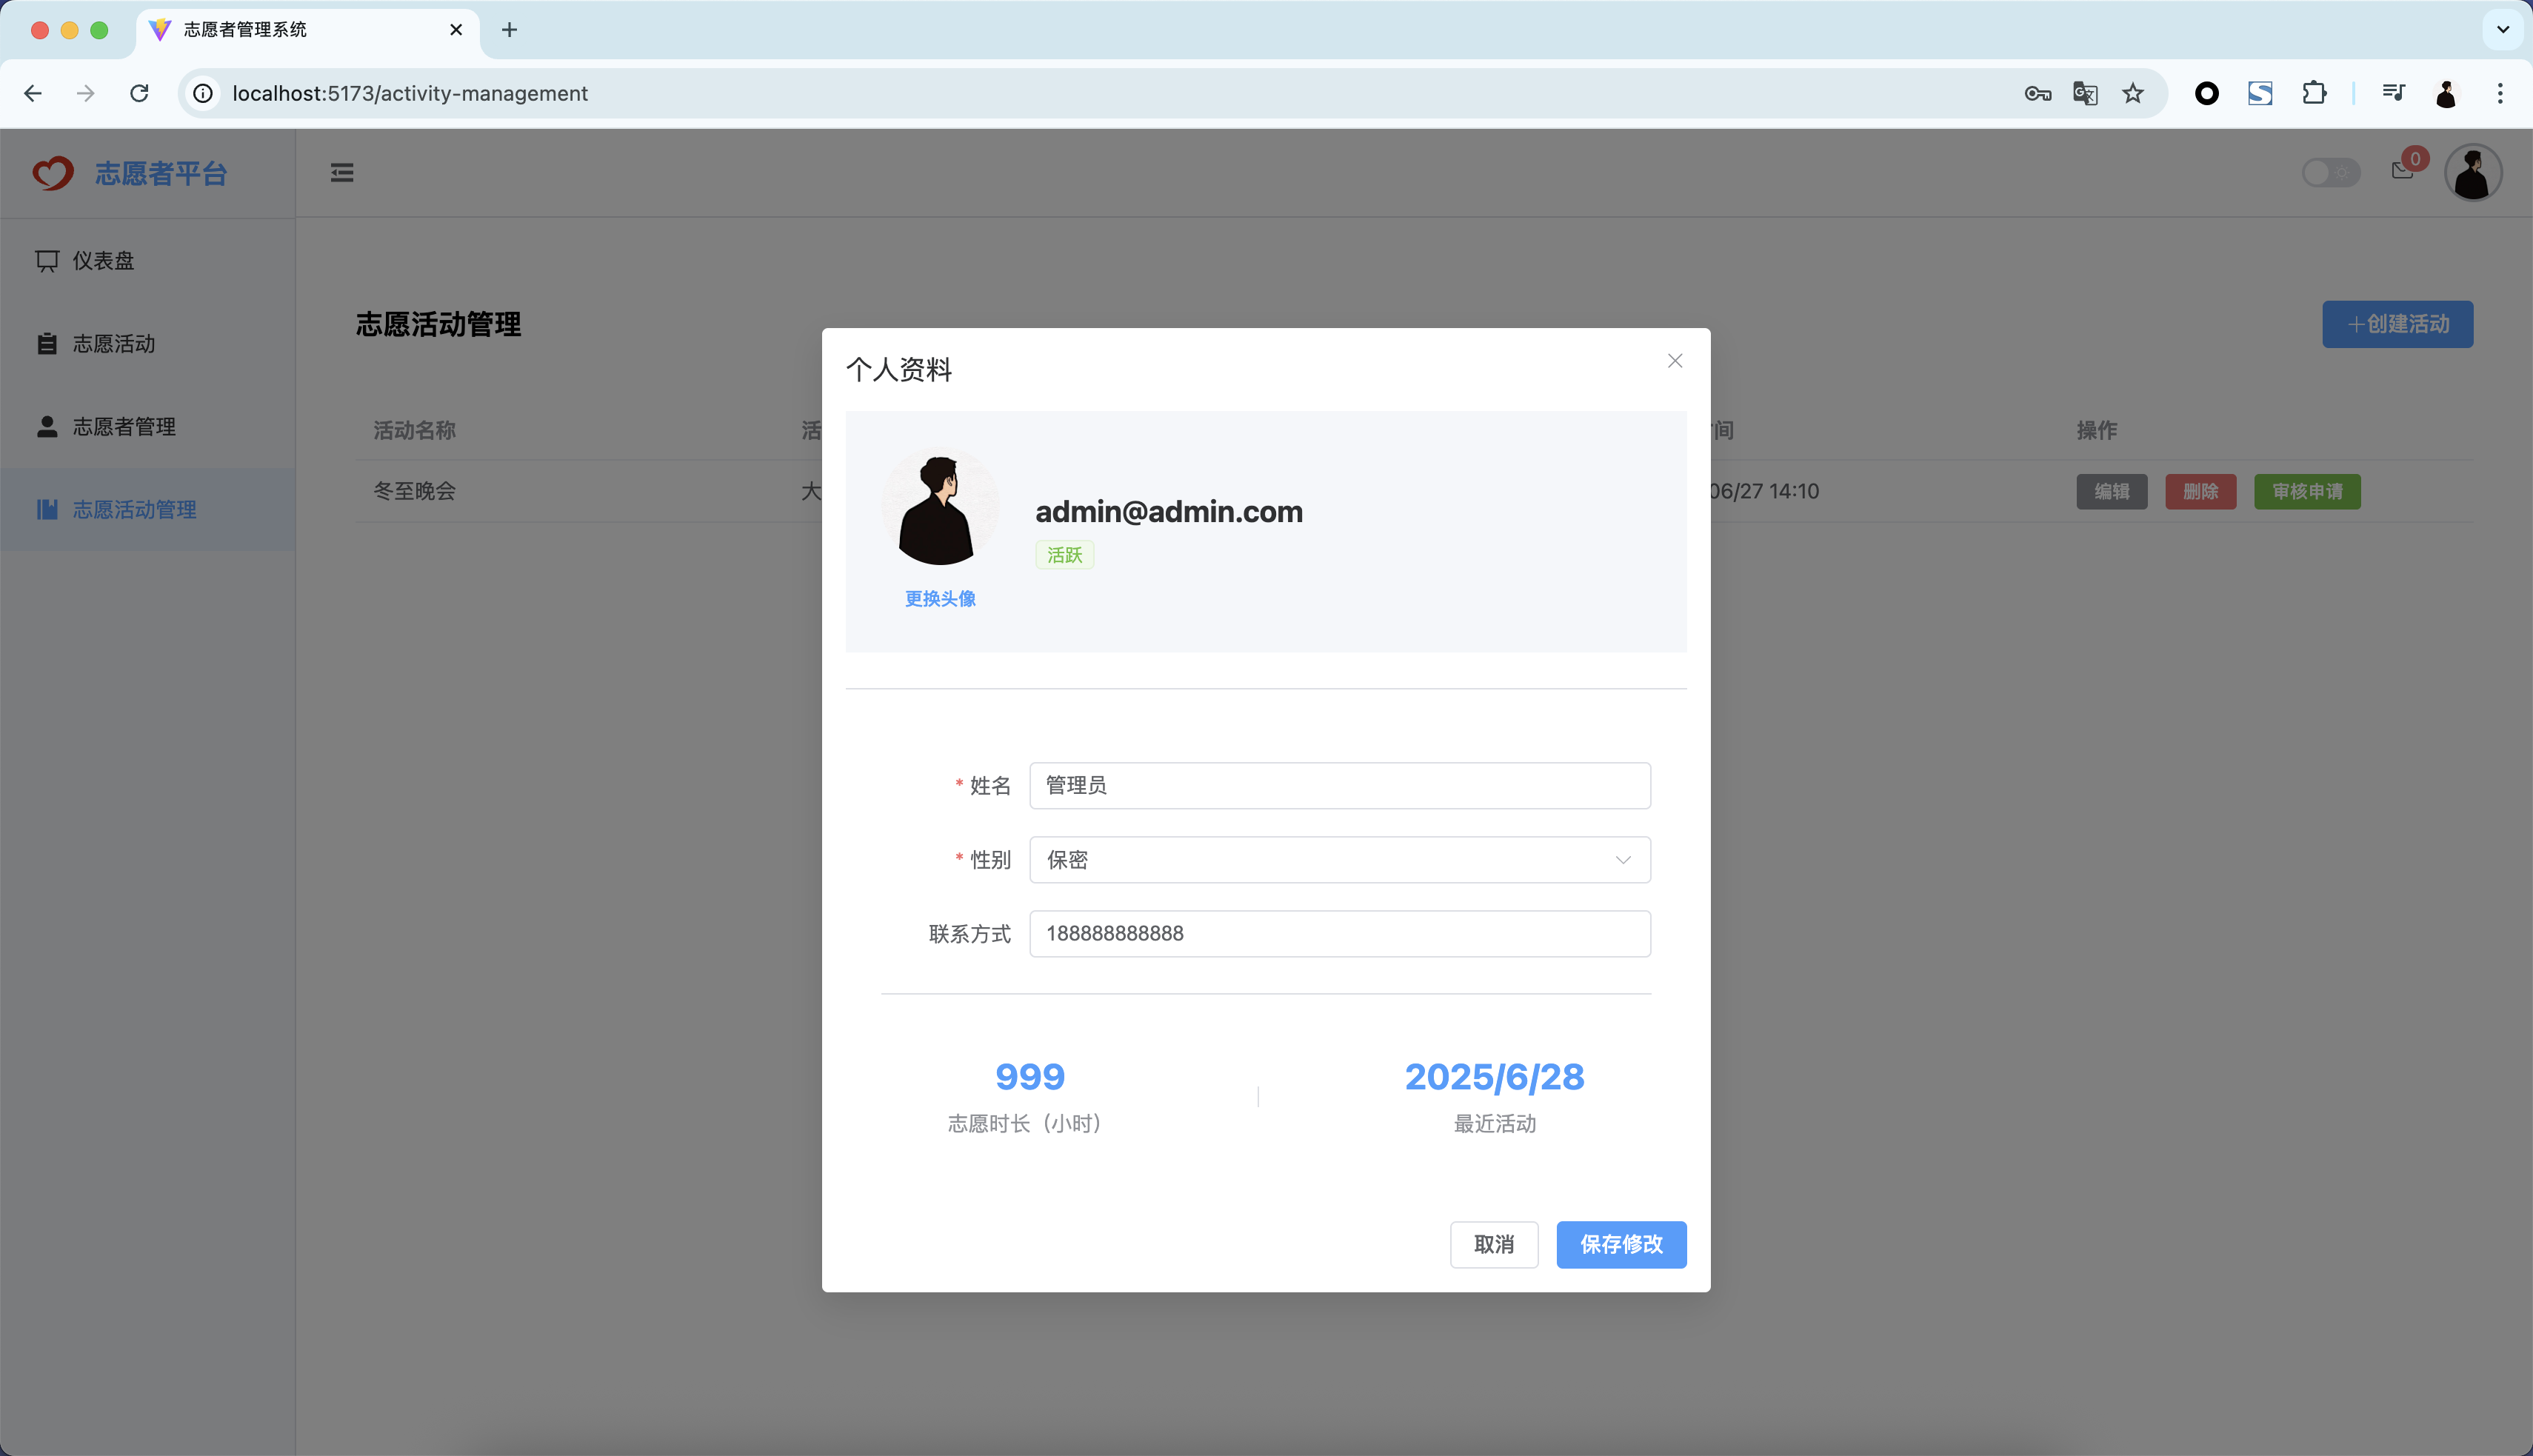 志愿者管理系统
localhost:5173/activity-management
志愿者平台
0
仪表盘
志愿活动
志愿者管理
志愿活动管理
志愿活动管理
+创建活动
活动名称 活 间 操作
冬至晚会 大 06/27 14:10 编辑 删除 审核申请
个人资料
admin@admin.com
活跃
更换头像
* 姓名 管理员
* 性别 保密
联系方式 188888888888
999 2025/6/28
志愿时长（小时） 最近活动
取消 保存修改